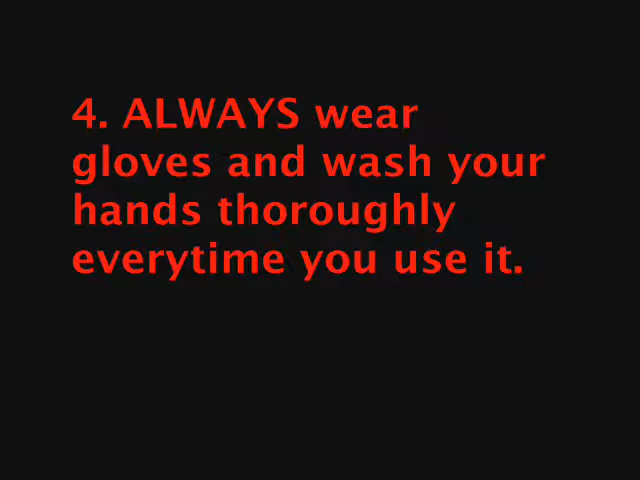 4. ALWAYS wear
gloves and wash your
hands thoroughly
everytime you use it.